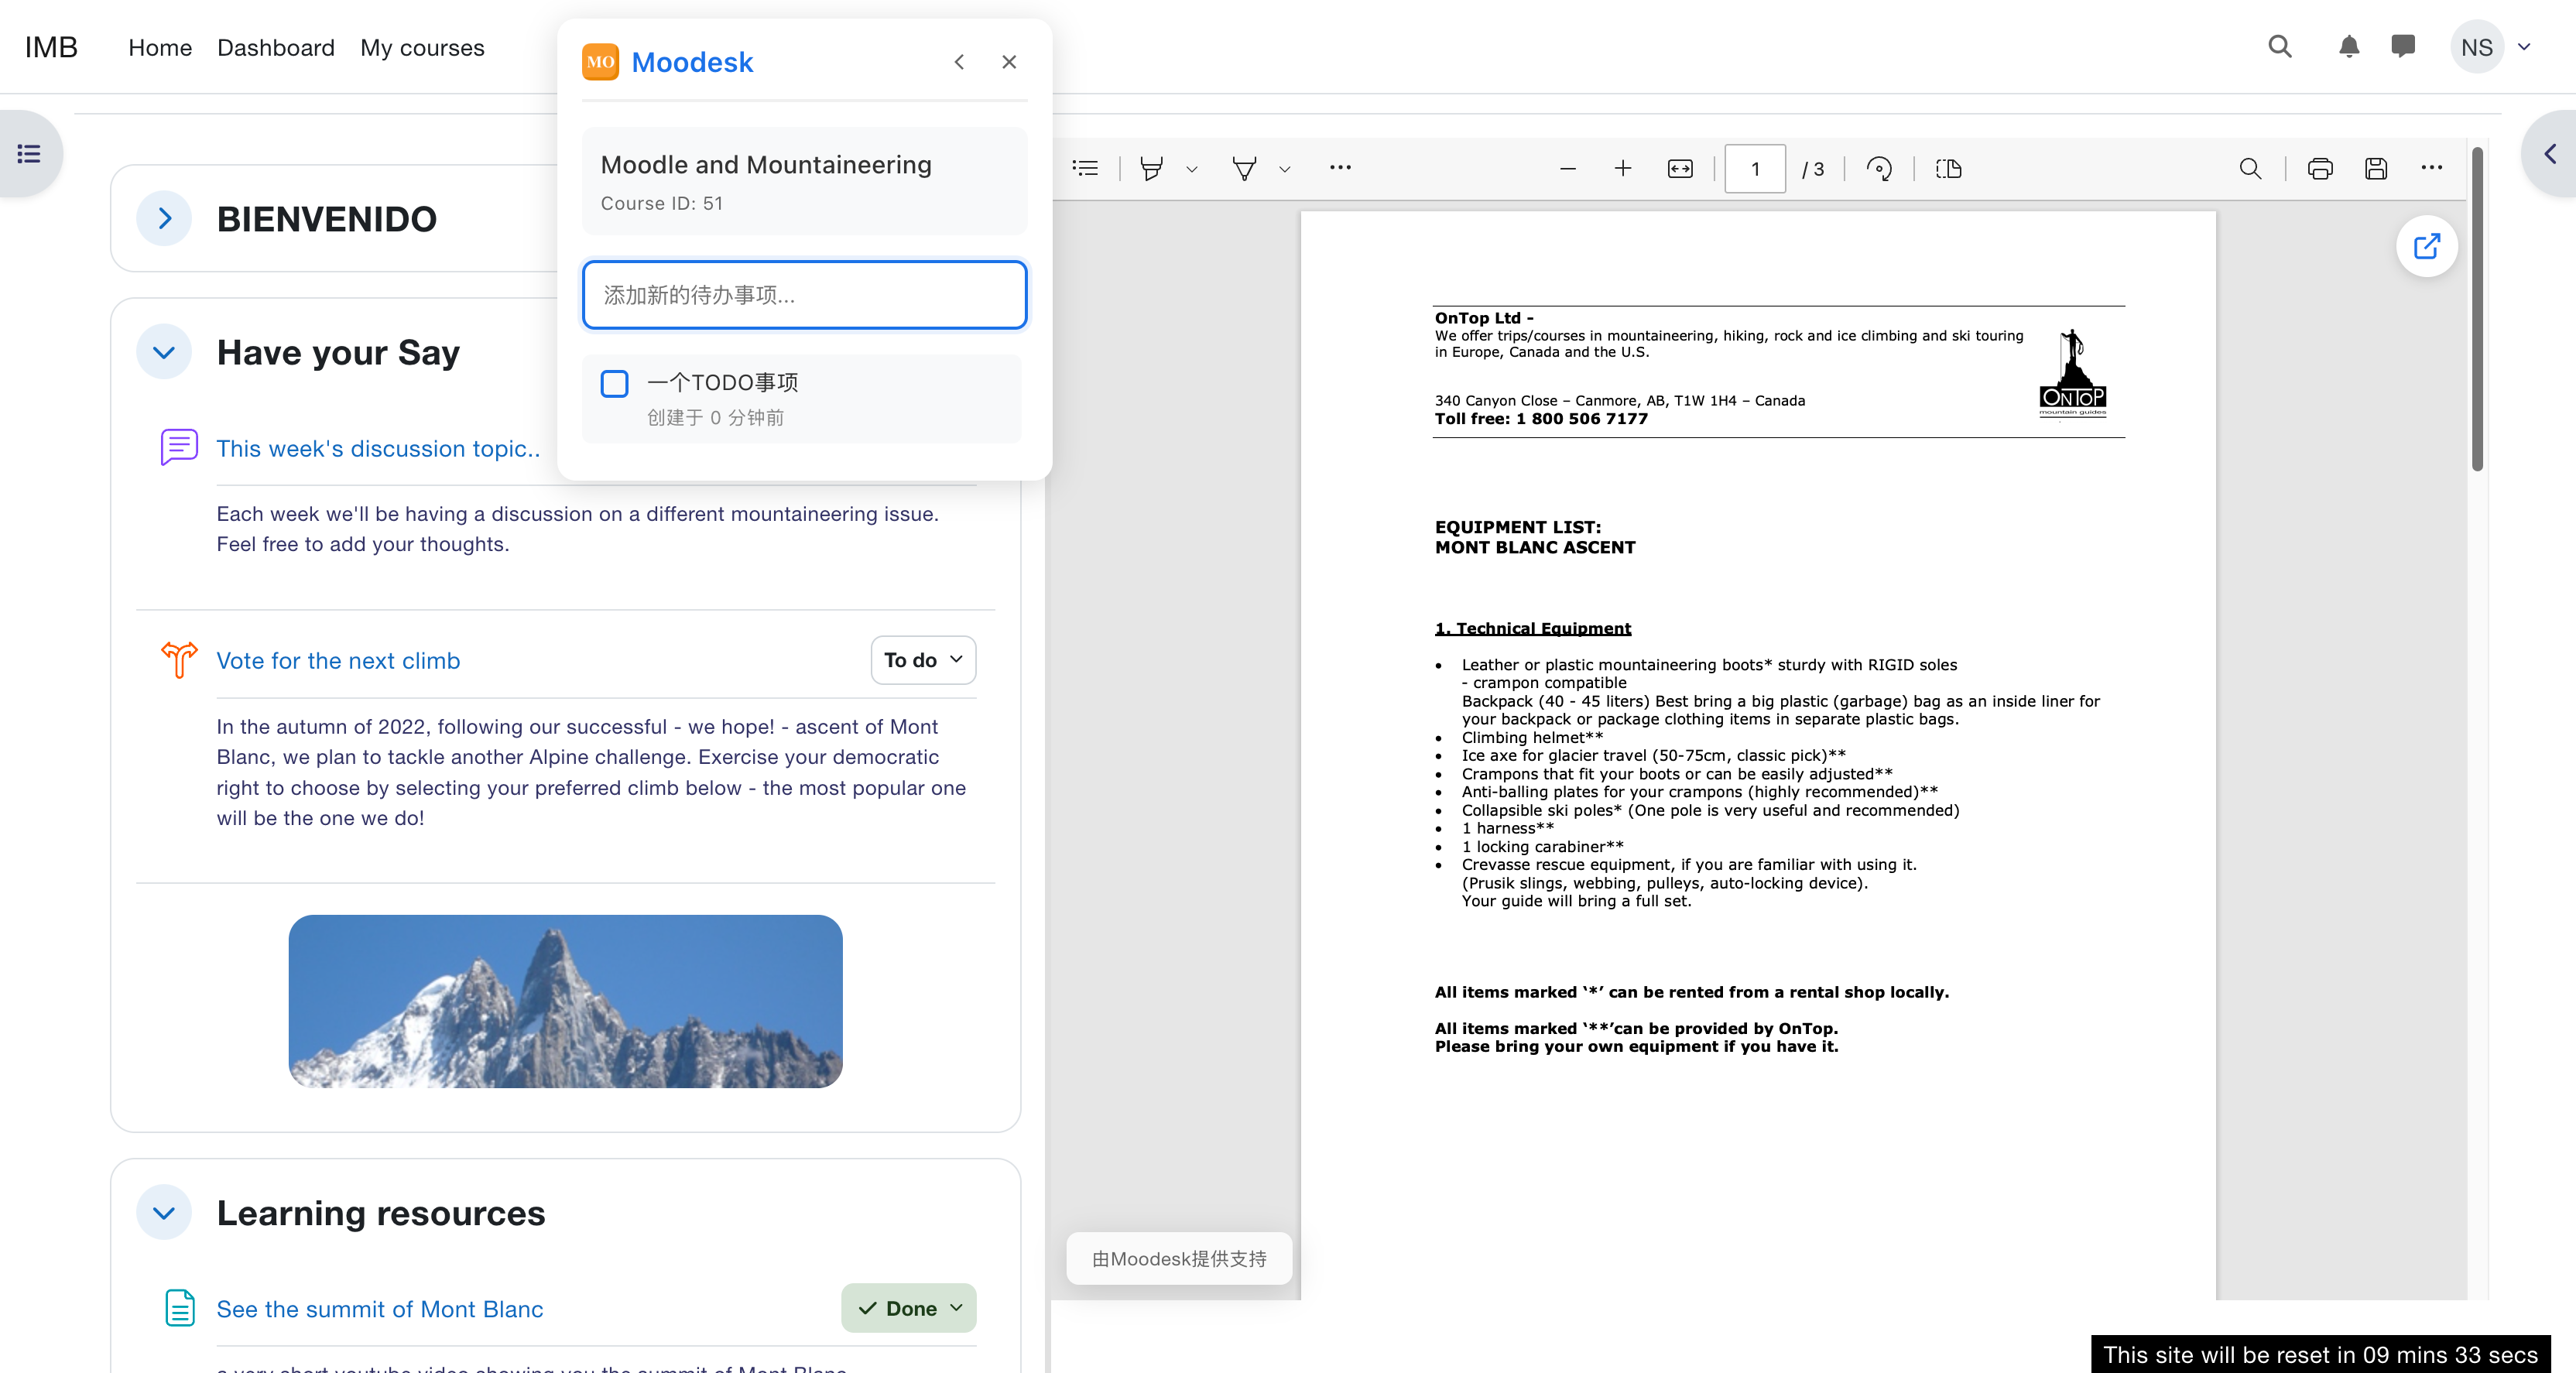 IMB
Home
Dashboard
My courses
NS
MO
Moodesk
Moodle and Mountaineering
Course ID: 51
添加新的待办事项...
一个TODO事项
创建于 0 分钟前
BIENVENIDO
Have your Say
This week's discussion topic..
Each week we'll be having a discussion on a different mountaineering issue.
Feel free to add your thoughts.
Vote for the next climb
To do
In the autumn of 2022, following our successful - we hope! - ascent of Mont
Blanc, we plan to tackle another Alpine challenge. Exercise your democratic
right to choose by selecting your preferred climb below - the most popular one
will be the one we do!
Learning resources
See the summit of Mont Blanc
Done
a very short youtube video showing you the summit of Mont Blanc
1
/ 3
OnTop Ltd -
We offer trips/courses in mountaineering, hiking, rock and ice climbing and ski touring
in Europe, Canada and the U.S.
340 Canyon Close – Canmore, AB, T1W 1H4 – Canada
Toll free: 1 800 506 7177
ONTOP
mountain guides
EQUIPMENT LIST:
MONT BLANC ASCENT
1. Technical Equipment
• Leather or plastic mountaineering boots* sturdy with RIGID soles
- crampon compatible
Backpack (40 - 45 liters) Best bring a big plastic (garbage) bag as an inside liner for
your backpack or package clothing items in separate plastic bags.
• Climbing helmet**
• Ice axe for glacier travel (50-75cm, classic pick)**
• Crampons that fit your boots or can be easily adjusted**
• Anti-balling plates for your crampons (highly recommended)**
• Collapsible ski poles* (One pole is very useful and recommended)
• 1 harness**
• 1 locking carabiner**
• Crevasse rescue equipment, if you are familiar with using it.
(Prusik slings, webbing, pulleys, auto-locking device).
Your guide will bring a full set.
All items marked ‘*’ can be rented from a rental shop locally.
All items marked ‘**’can be provided by OnTop.
Please bring your own equipment if you have it.
由Moodesk提供支持
This site will be reset in 09 mins 33 secs